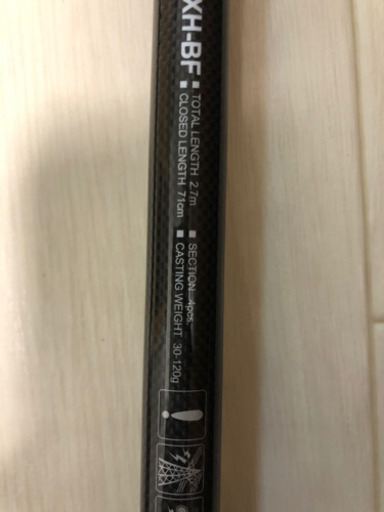 XH-BF
■ TOTAL LENGTH 2.7m ■ SECTION 4pcs.
■ CLOSED LENGTH 71cm ■ CASTING WEIGHT 30-120g